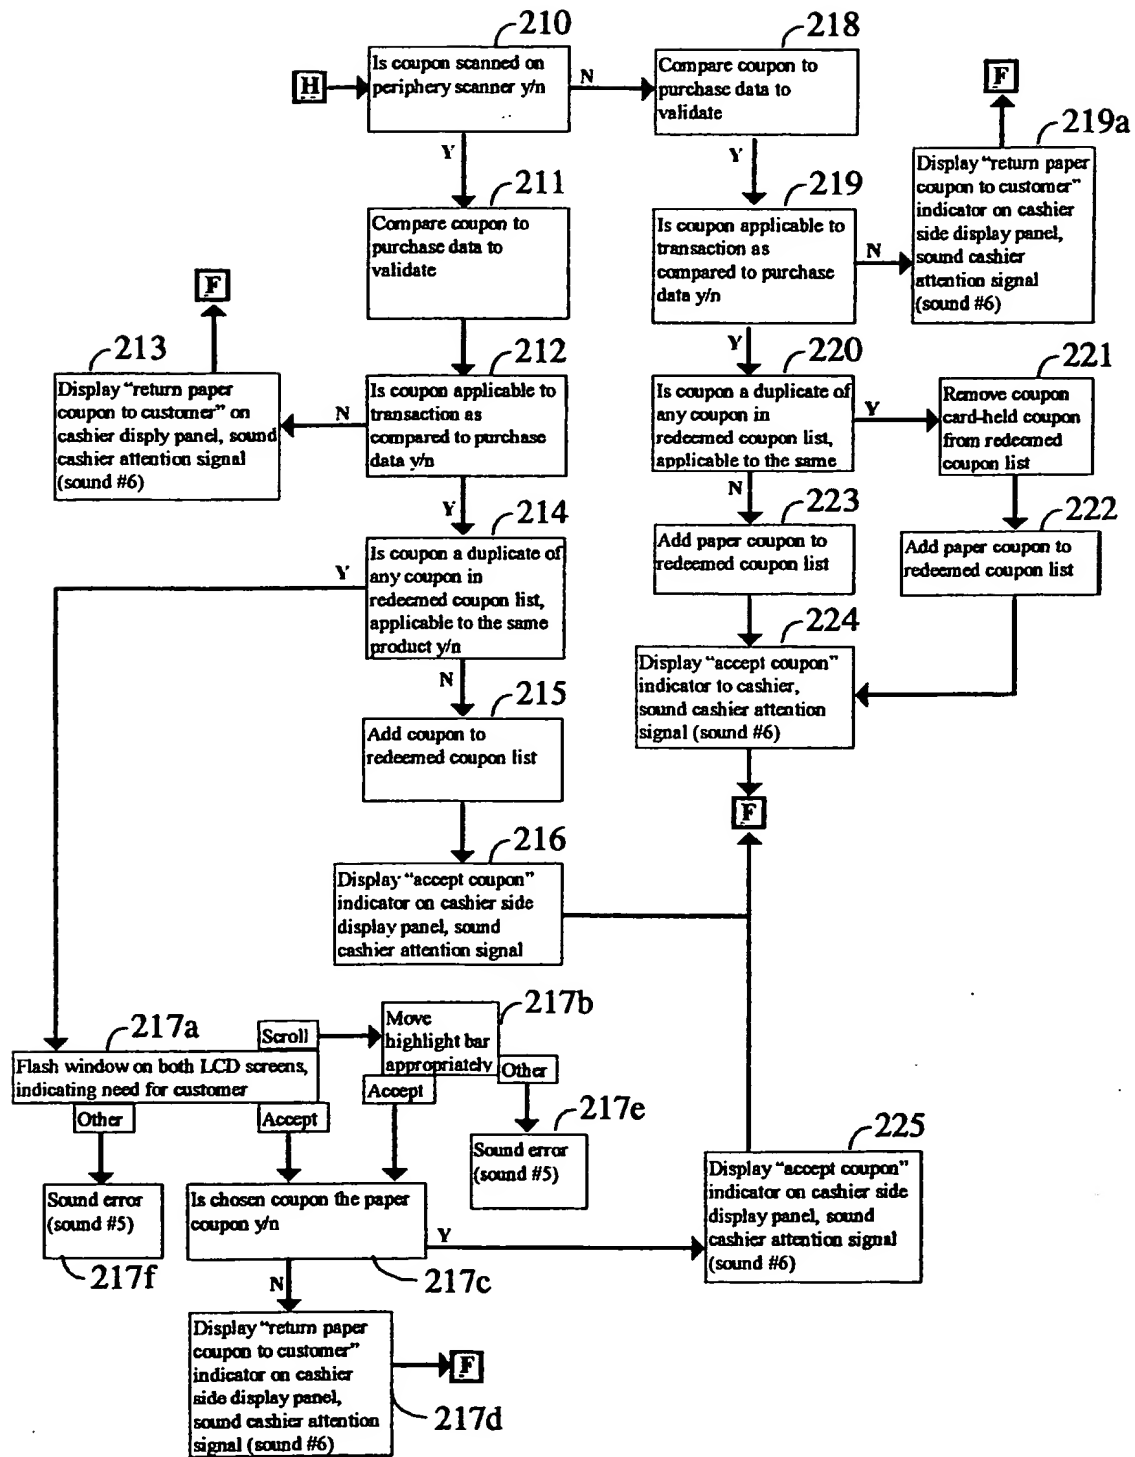 210
Is coupon scanned on
periphery scanner y/n
H
N
Y
218
Compare coupon to
purchase data to
validate
Y
F
219a
Display “return paper
coupon to customer”
indicator on cashier
side display panel,
sound cashier
attention signal
(sound #6)
211
Compare coupon to
purchase data to
validate
219
Is coupon applicable to
transaction as
compared to purchase
data y/n
N
Y
F
213
Display “return paper
coupon to customer” on
cashier disply panel, sound
cashier attention signal
(sound #6)
212
Is coupon applicable to
transaction as
compared to purchase
data y/n
N
Y
220
Is coupon a duplicate of
any coupon in
redeemed coupon list,
applicable to the same
Y
N
221
Remove coupon
card-held coupon
from redeemed
coupon list
214
Is coupon a duplicate of
any coupon in
redeemed coupon list,
applicable to the same
product y/n
Y
N
223
Add paper coupon to
redeemed coupon list
222
Add paper coupon to
redeemed coupon list
224
Display “accept coupon”
indicator to cashier,
sound cashier attention
signal (sound #6)
F
215
Add coupon to
redeemed coupon list
216
Display “accept coupon”
indicator on cashier side
display panel, sound
cashier attention signal
217a
Scroll
Flash window on both LCD screens,
indicating need for customer
Other
Accept
217b
Move
highlight bar
appropriately
Accept
Other
217e
Sound error
(sound #5)
225
Display “accept coupon”
indicator on cashier side
display panel, sound
cashier attention signal
(sound #6)
Sound error
(sound #5)
217f
Is chosen coupon the paper
coupon y/n
Y
217c
N
Display “return paper
coupon to customer”
indicator on cashier
side display panel,
sound cashier attention
signal (sound #6)
F
217d